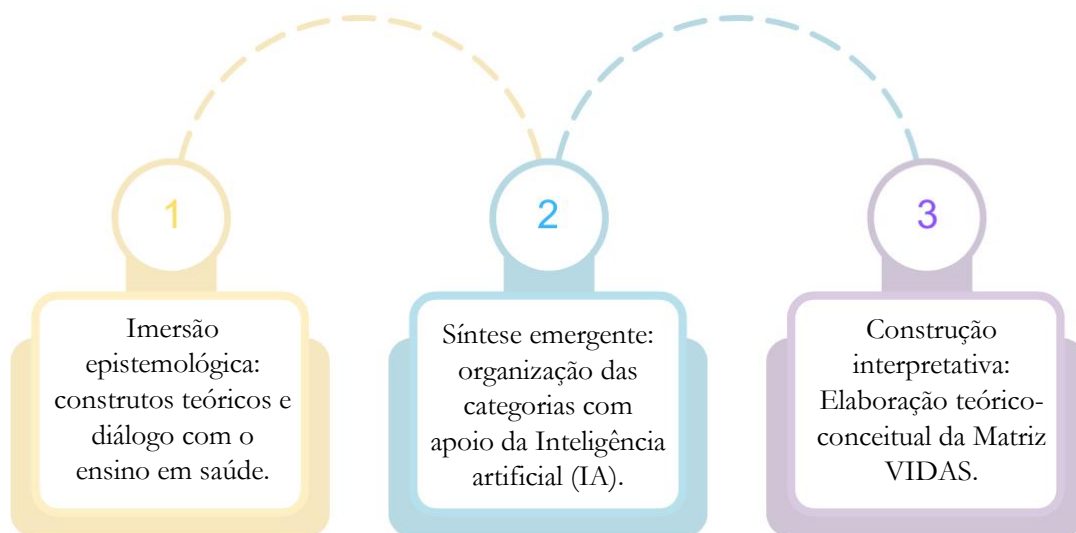 1
Imersão
epistemológica:
construtos teóricos e
diálogo com o
ensino em saúde.
2
Síntese emergente:
organização das
categorias com
apoio da Inteligência
artificial (IA).
3
Construção
interpretativa:
Elaboração teórico-
conceitual da Matriz
VIDAS.